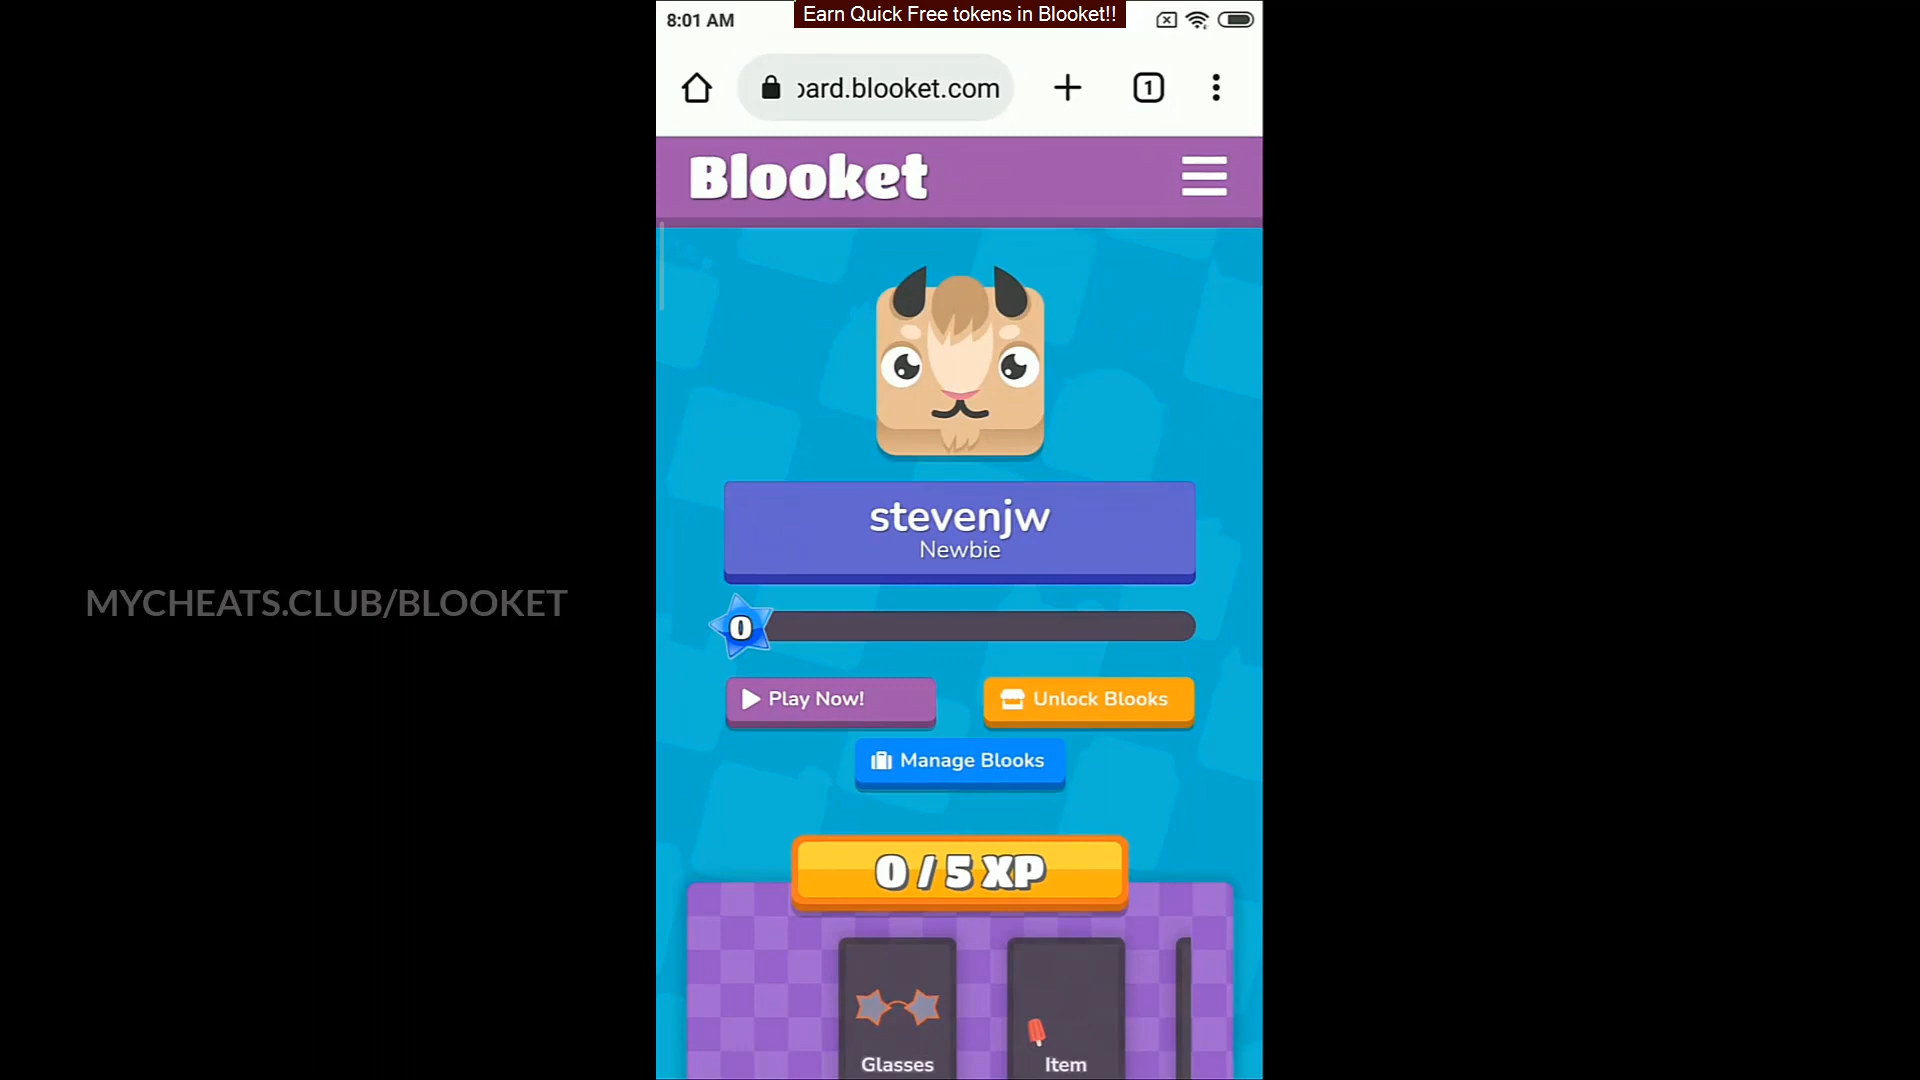 Earn Quick Free tokens in Blooket!!
8:01 AM
oard.blooket.com
1
Blooket
stevenjw
Newbie
0
Play Now!
Unlock Blooks
Manage Blooks
MYCHEATS.CLUB/BLOOKET
0 / 5 XP
Glasses
Item